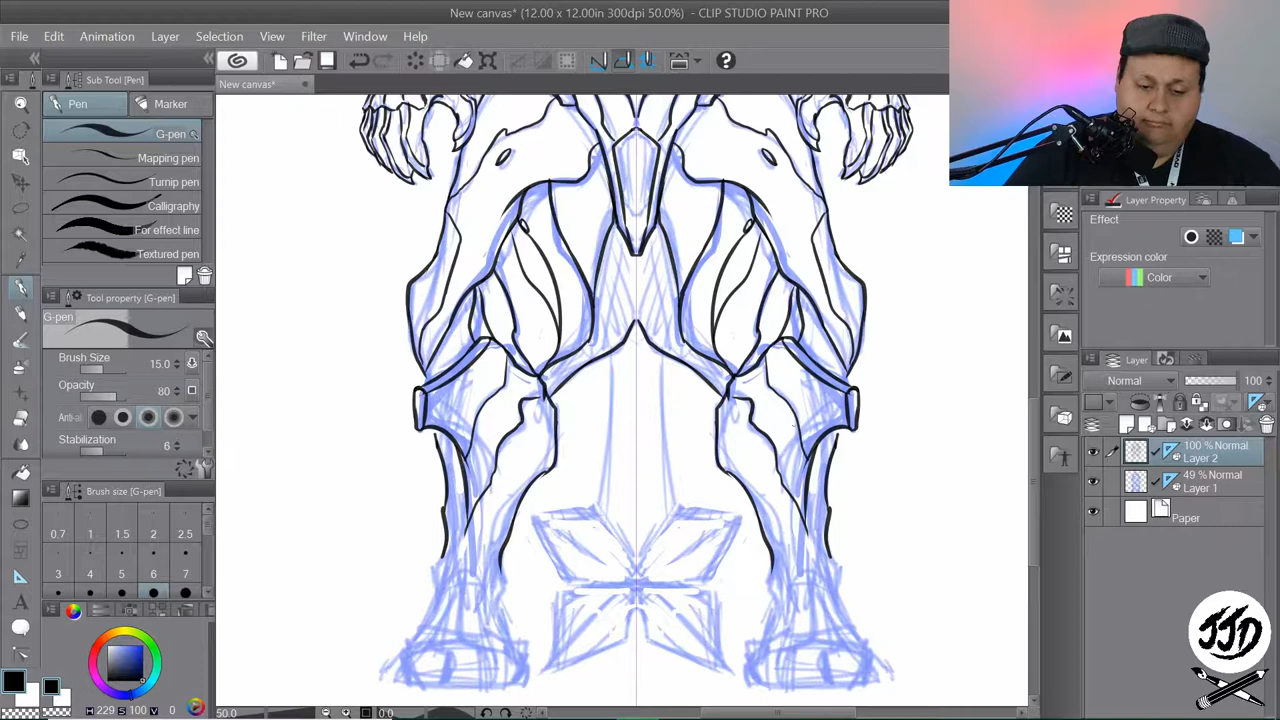 New canvas* (12.00 x 12.00in 300dpi 50.0%) - CLIP STUDIO PAINT PRO
File Edit Animation Layer Selection View Filter Window Help
Sub Tool [Pen]
New canvas*
Pen Marker
G-pen
Mapping pen
Turnip pen
Calligraphy
For effect line
Textured pen
Tool property [G-pen]
G-pen
Brush Size 15.0
Opacity 80
Anti-al
Stabilization 6
Brush size [G-pen]
0.7 1 1.5 2 2.5
3 4 5 6 7
H 229 S 100 V 0
50.0 0.0
Layer Property
Effect
Expression color
Color
Layer
Normal 100
100 % Normal
Layer 2
49 % Normal
Layer 1
Paper
JJD